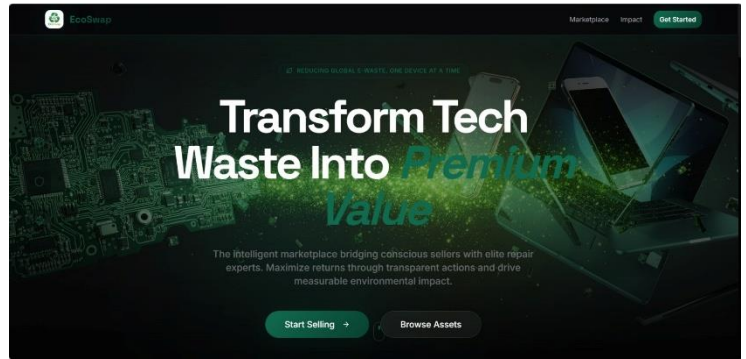 EcoSwap
Marketplace Impact Get Started
REDUCING GLOBAL E-WASTE, ONE DEVICE AT A TIME
Transform Tech
Waste Into Premium
Value
The intelligent marketplace bridging conscious sellers with elite repair
experts. Maximize returns through transparent actions and drive
measurable environmental impact.
Start Selling → Browse Assets